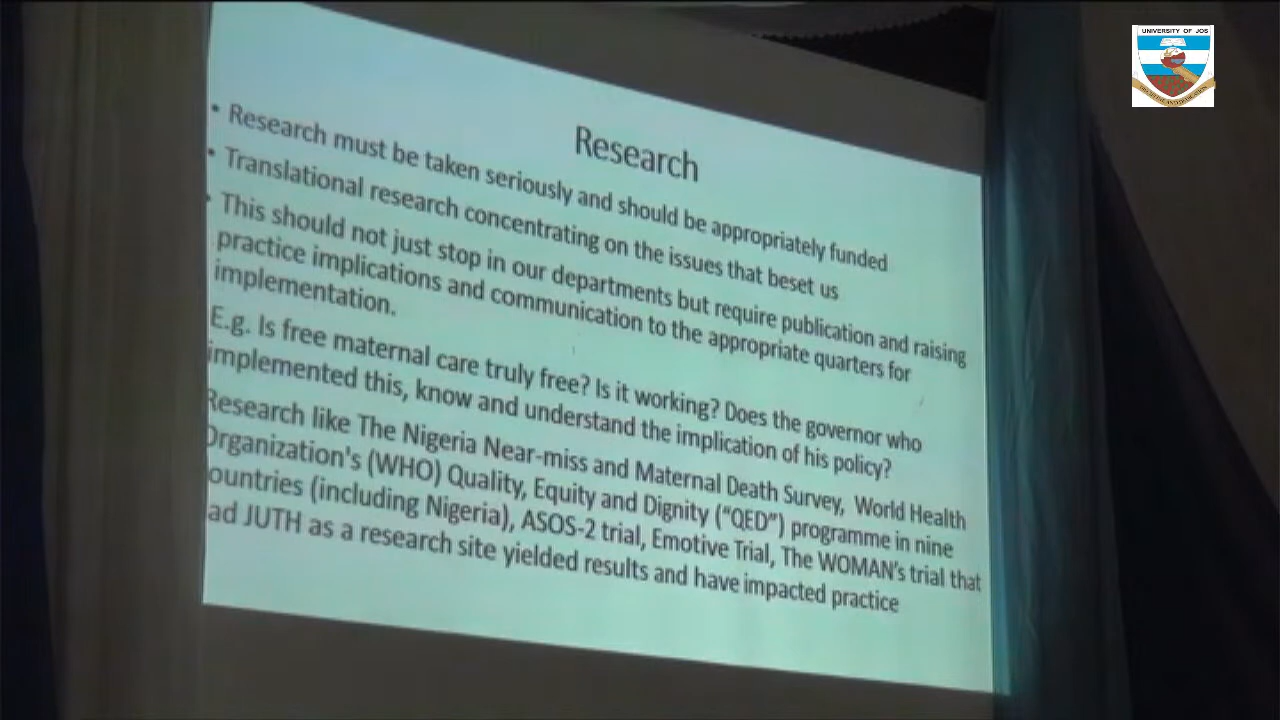 UNIVERSITY OF JOS
Research
• Research must be taken seriously and should be appropriately funded
• Translational research concentrating on the issues that beset us
• This should not just stop in our departments but require publication and raising
practice implications and communication to the appropriate quarters for
implementation.
E.g. Is free maternal care truly free? Is it working? Does the governor who
implemented this, know and understand the implication of his policy?
Research like The Nigeria Near-miss and Maternal Death Survey, World Health
Organization's (WHO) Quality, Equity and Dignity (“QED”) programme in nine
ountries (including Nigeria), ASOS-2 trial, Emotive Trial, The WOMAN's trial that
ad JUTH as a research site yielded results and have impacted practice